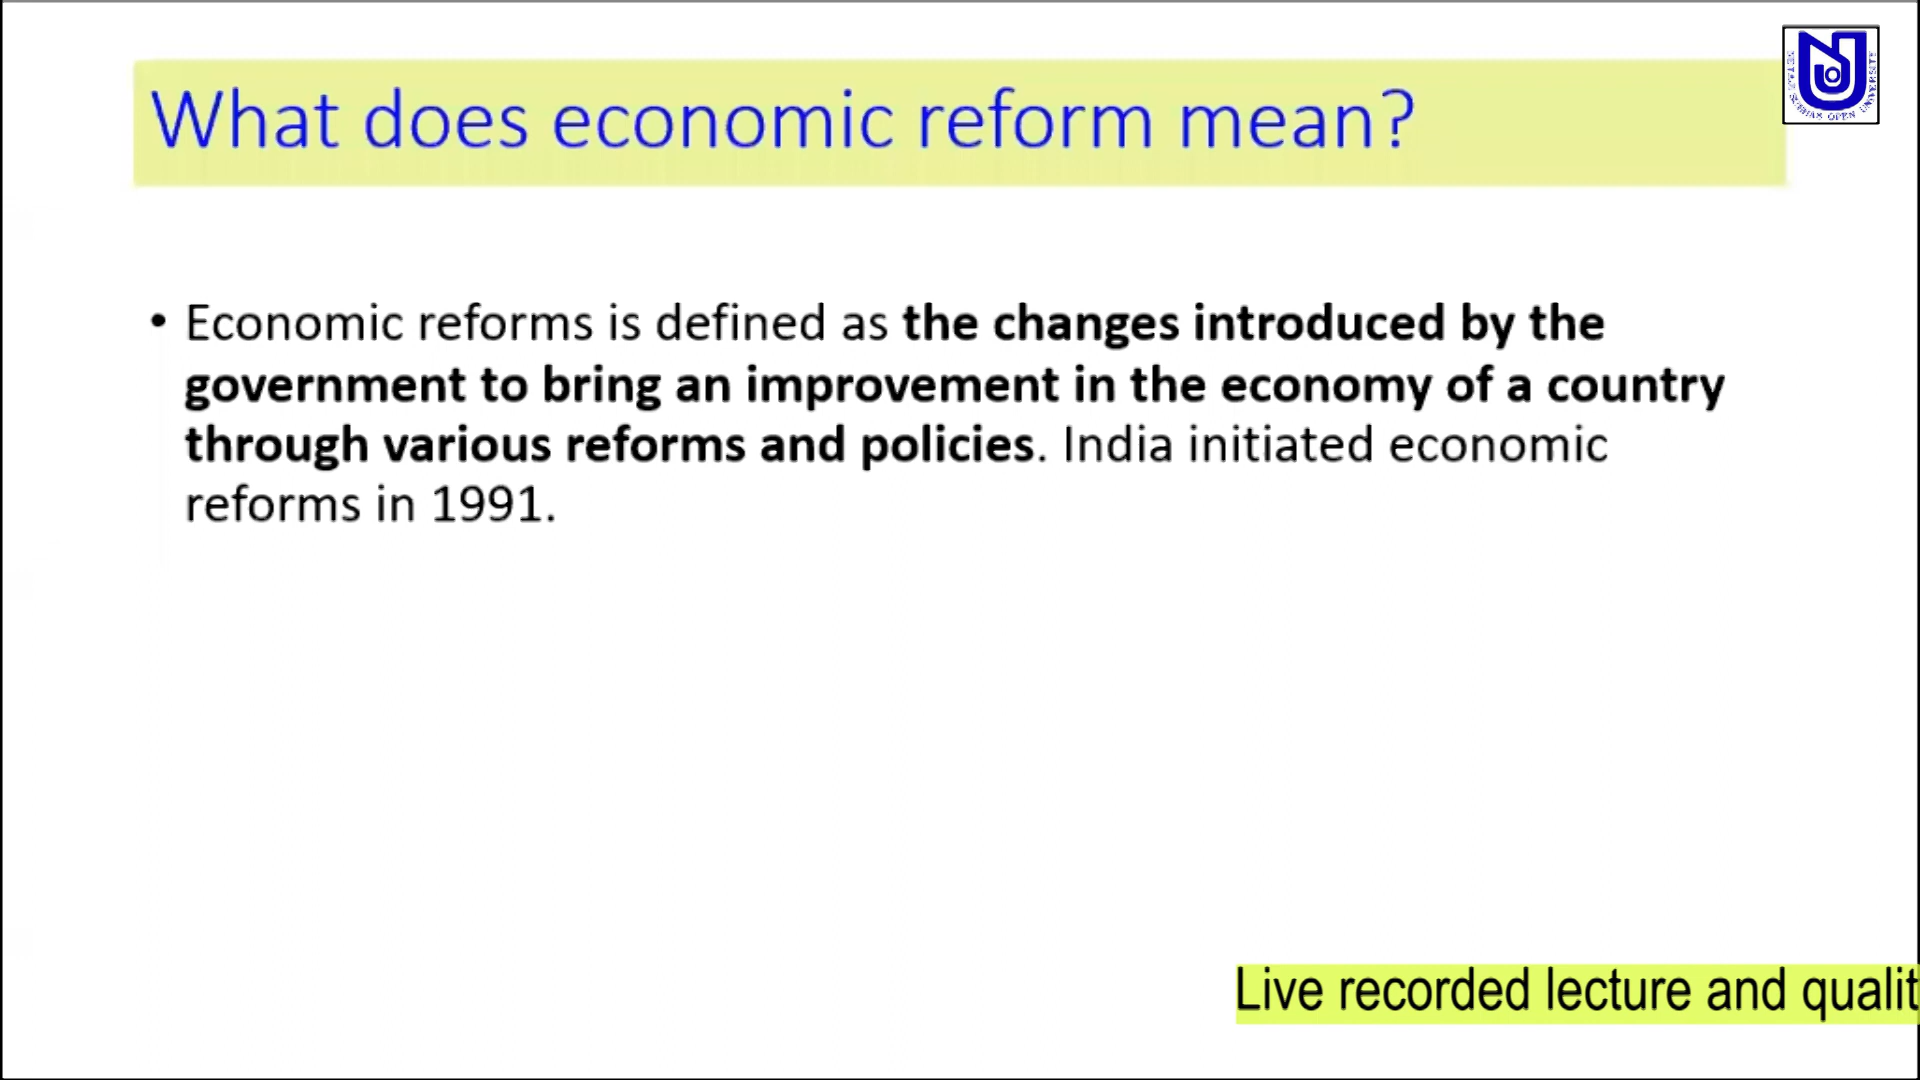 What does economic reform mean?
• Economic reforms is defined as the changes introduced by the
government to bring an improvement in the economy of a country
through various reforms and policies. India initiated economic
reforms in 1991.
Live recorded lecture and qualit